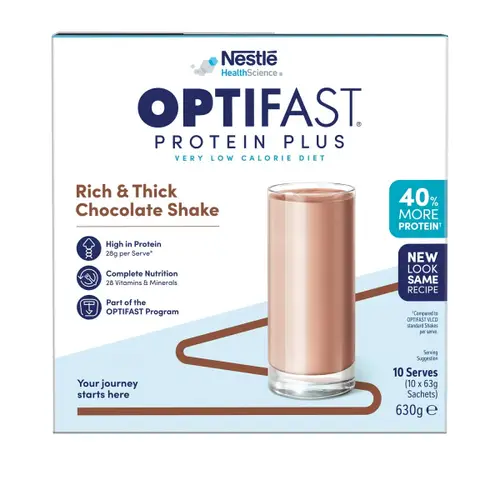 Nestlé
HealthScience®
OPTIFAST®
PROTEIN PLUS
VERY LOW CALORIE DIET
Rich & Thick
Chocolate Shake
40%
MORE
PROTEIN†
High in Protein
28g per Serve*
Complete Nutrition
28 Vitamins & Minerals
Part of the
OPTIFAST Program
NEW
LOOK
SAME
RECIPE
*Compared to
OPTIFAST VLCD
standard Shakes
per serve.
Serving
Suggestion
Your journey
starts here
10 Serves
(10 x 63g
Sachets)
630g e